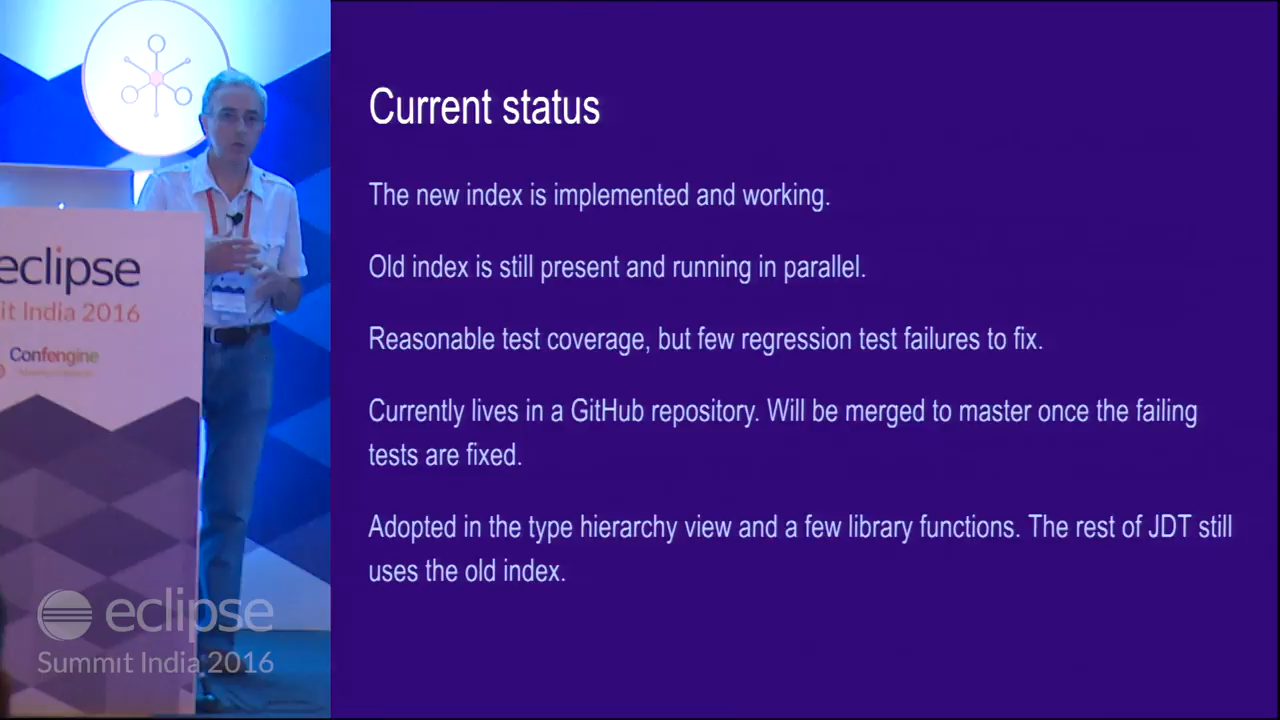 Current status
The new index is implemented and working.
Old index is still present and running in parallel.
Reasonable test coverage, but few regression test failures to fix.
Currently lives in a GitHub repository. Will be merged to master once the failing
tests are fixed.
Adopted in the type hierarchy view and a few library functions. The rest of JDT still
uses the old index.
eclipse
it India 2016
Confengine
eclipse
Summit India 2016